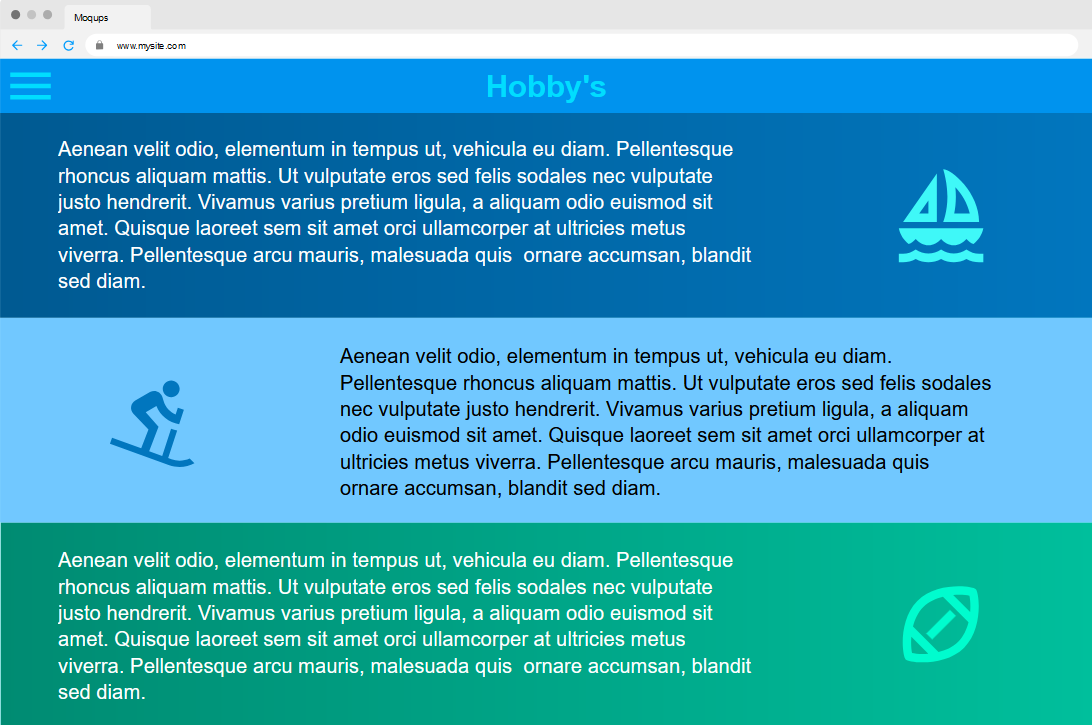 Moqups
www.mysite.com
Hobby's
Aenean velit odio, elementum in tempus ut, vehicula eu diam. Pellentesque
rhoncus aliquam mattis. Ut vulputate eros sed felis sodales nec vulputate
justo hendrerit. Vivamus varius pretium ligula, a aliquam odio euismod sit
amet. Quisque laoreet sem sit amet orci ullamcorper at ultricies metus
viverra. Pellentesque arcu mauris, malesuada quis  ornare accumsan, blandit
sed diam.
Aenean velit odio, elementum in tempus ut, vehicula eu diam.
Pellentesque rhoncus aliquam mattis. Ut vulputate eros sed felis sodales
nec vulputate justo hendrerit. Vivamus varius pretium ligula, a aliquam
odio euismod sit amet. Quisque laoreet sem sit amet orci ullamcorper at
ultricies metus viverra. Pellentesque arcu mauris, malesuada quis
ornare accumsan, blandit sed diam.
Aenean velit odio, elementum in tempus ut, vehicula eu diam. Pellentesque
rhoncus aliquam mattis. Ut vulputate eros sed felis sodales nec vulputate
justo hendrerit. Vivamus varius pretium ligula, a aliquam odio euismod sit
amet. Quisque laoreet sem sit amet orci ullamcorper at ultricies metus
viverra. Pellentesque arcu mauris, malesuada quis  ornare accumsan, blandit
sed diam.